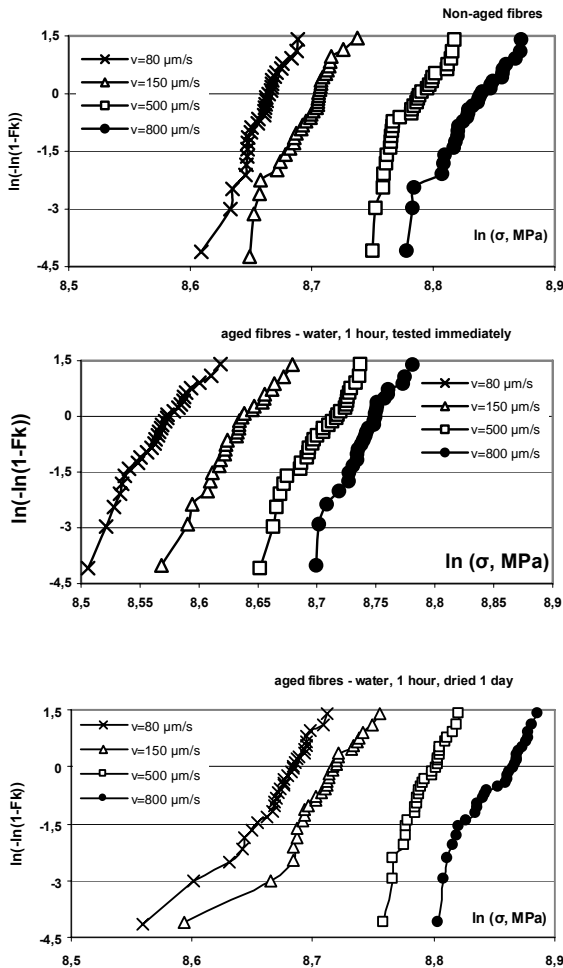 Non-aged fibres
1,5
0
-1,5
-3
-4,5
ln(-ln(1-Fk))
v=80 µm/s
v=150 µm/s
v=500 µm/s
v=800 µm/s
ln (σ, MPa)
8,5 8,6 8,7 8,8 8,9
aged fibres - water, 1 hour, tested immediately
1,5
0
-1,5
-3
-4,5
ln(-ln(1-Fk))
v=80 µm/s
v=150 µm/s
v=500 µm/s
v=800 µm/s
ln (σ, MPa)
8,5 8,55 8,6 8,65 8,7 8,75 8,8 8,85 8,9
aged fibres - water, 1 hour, dried 1 day
1,5
0
-1,5
-3
-4,5
ln(-ln(1-Fk))
v=80 µm/s
v=150 µm/s
v=500 µm/s
v=800 µm/s
ln (σ, MPa)
8,5 8,6 8,7 8,8 8,9